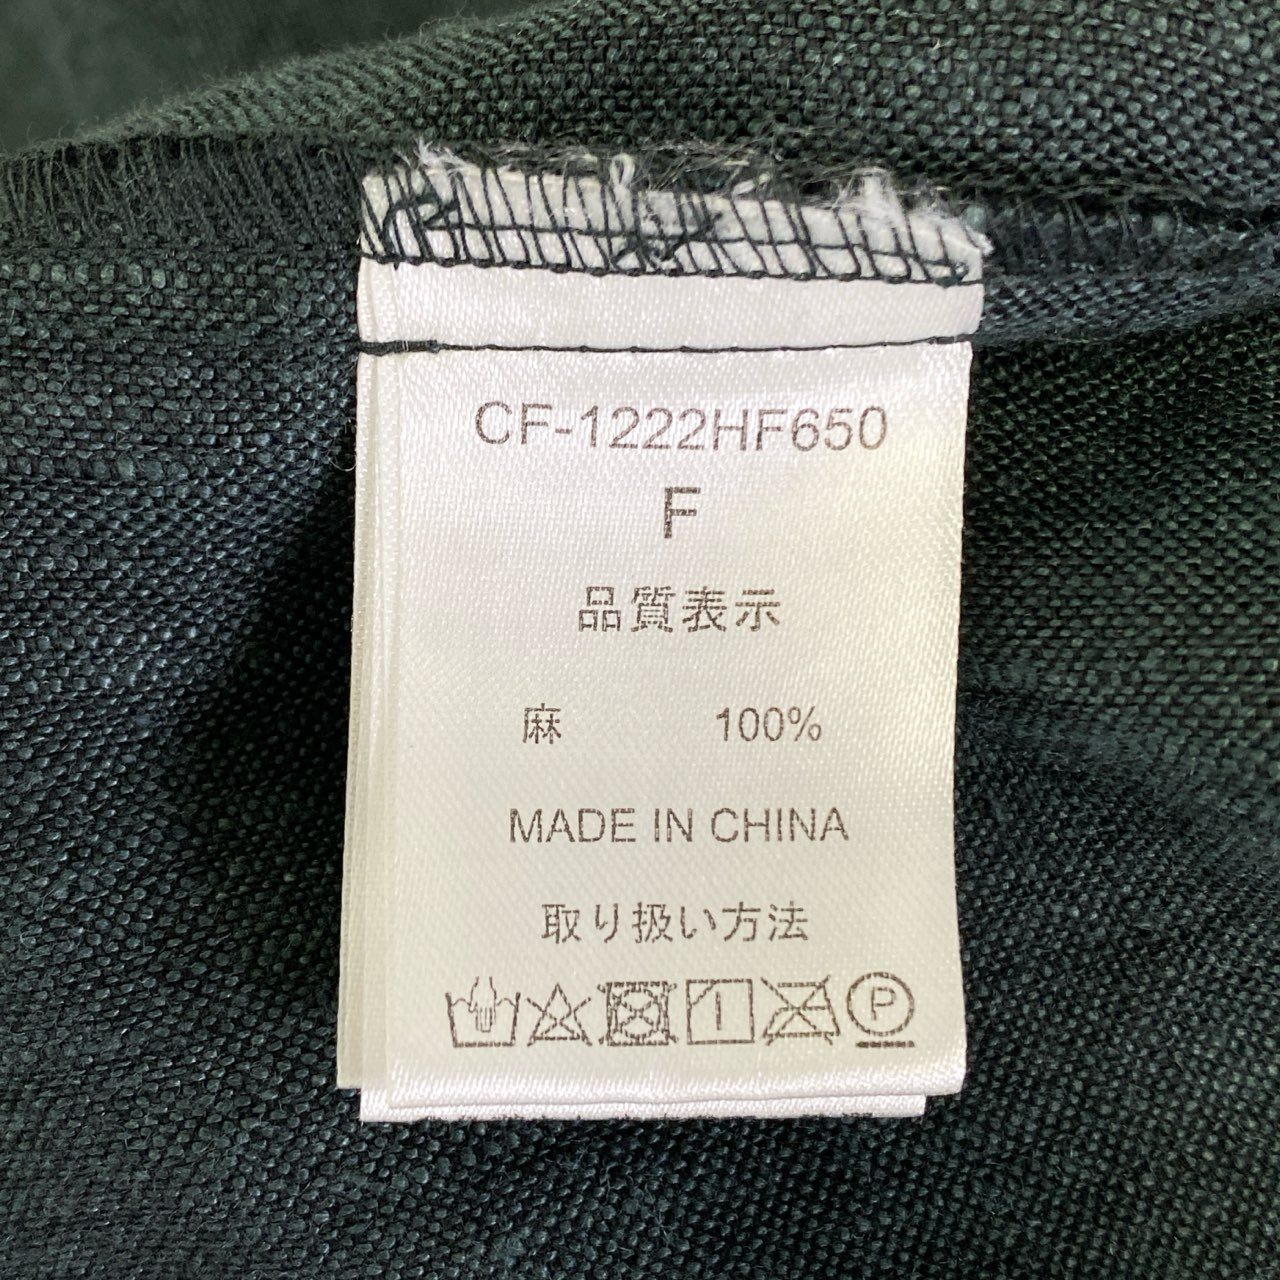 CF-1222HF650
F
品質表示
麻 100%
MADE IN CHINA
取り扱い方法
P